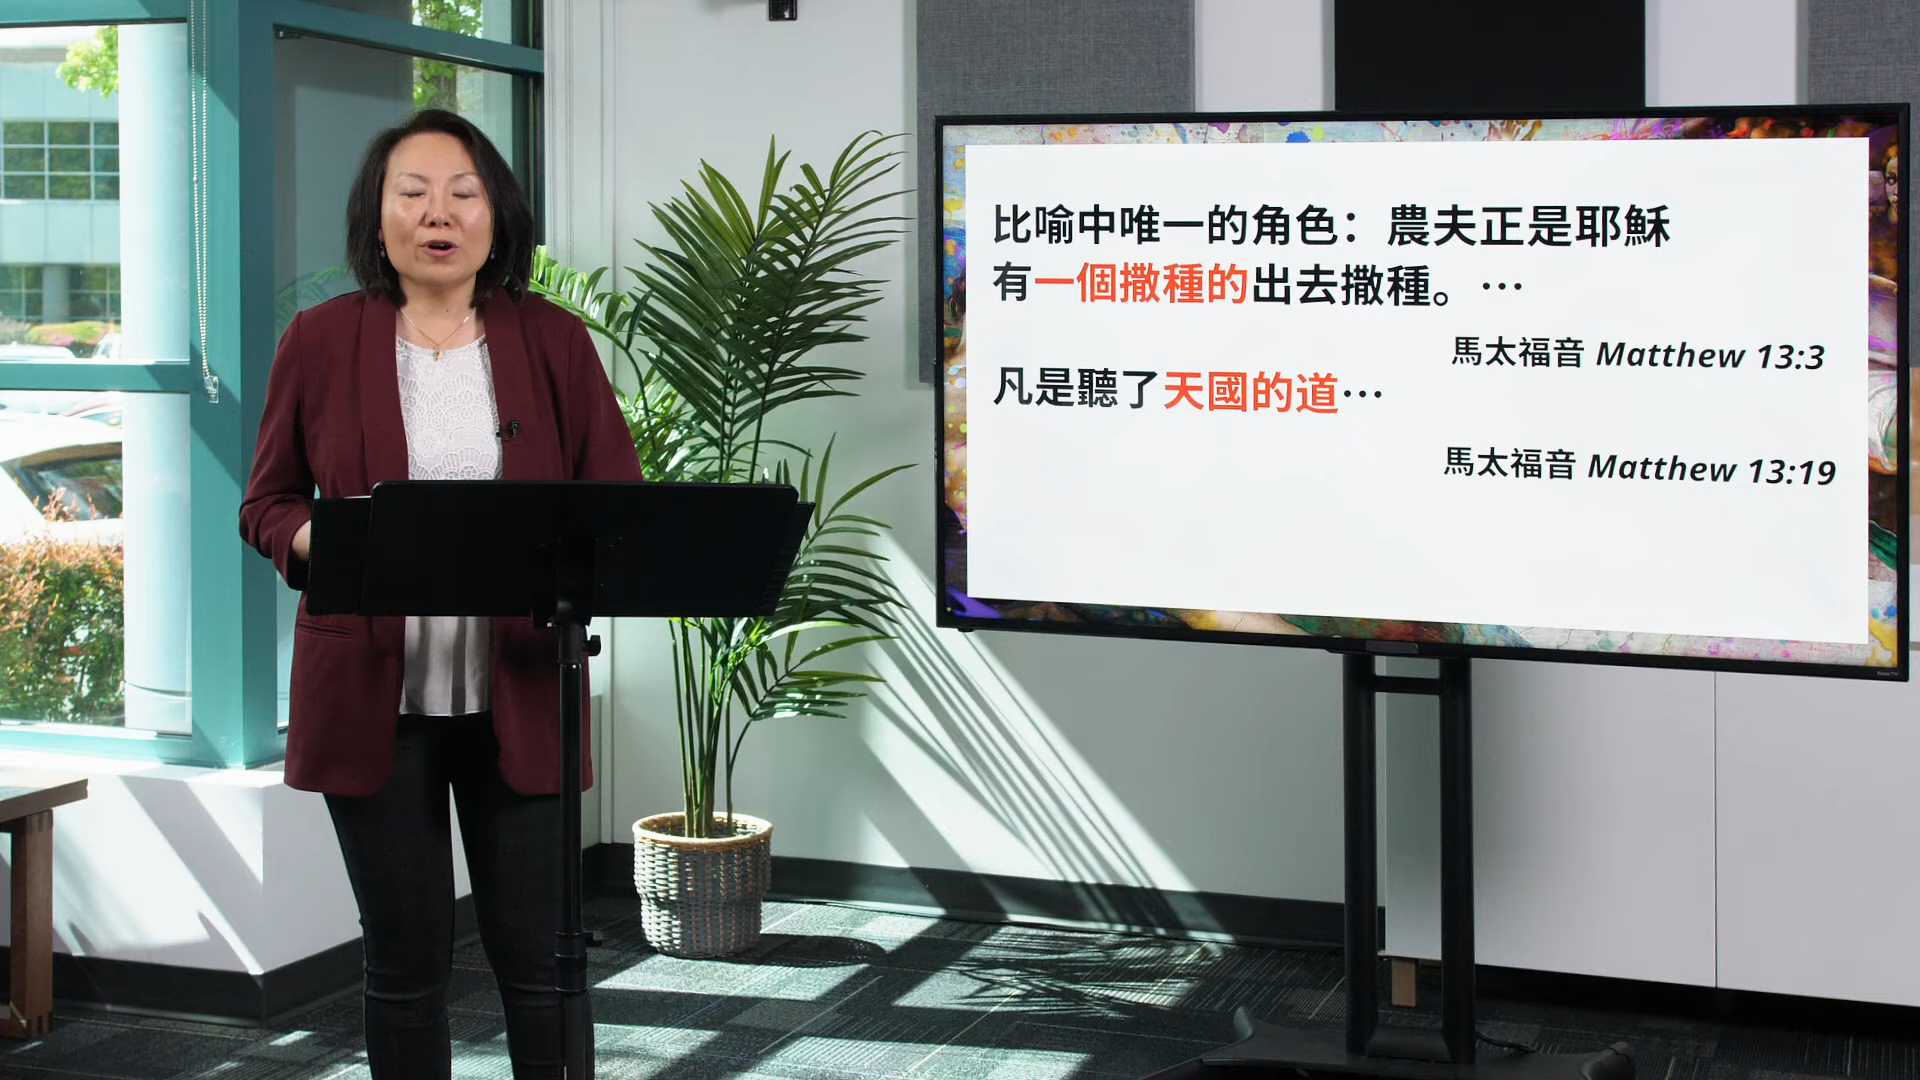 比喻中唯一的角色：農夫正是耶穌
有一個撒種的出去撒種。…
馬太福音 Matthew 13:3
凡是聽了天國的道…
馬太福音 Matthew 13:19